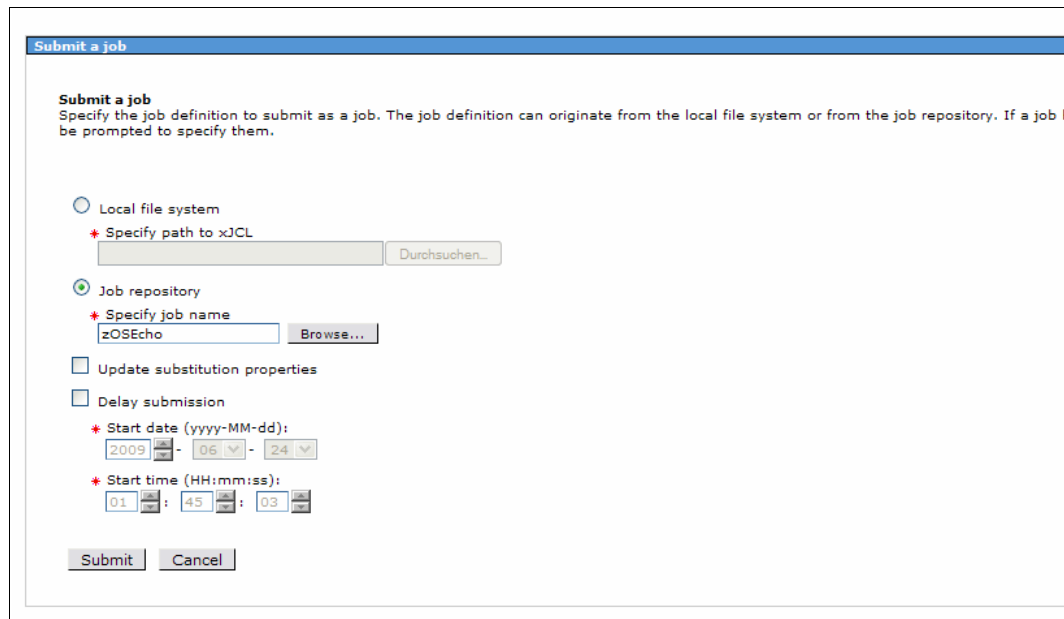 Submit a job
Submit a job
Specify the job definition to submit as a job. The job definition can originate from the local file system or from the job repository. If a job
be prompted to specify them.
Local file system
* Specify path to xJCL
Durchsuchen...
Job repository
* Specify job name
zOSEcho Browse...
Update substitution properties
Delay submission
* Start date (yyyy-MM-dd):
2009 - 06 - 24
* Start time (HH:mm:ss):
01 : 45 : 03
Submit Cancel